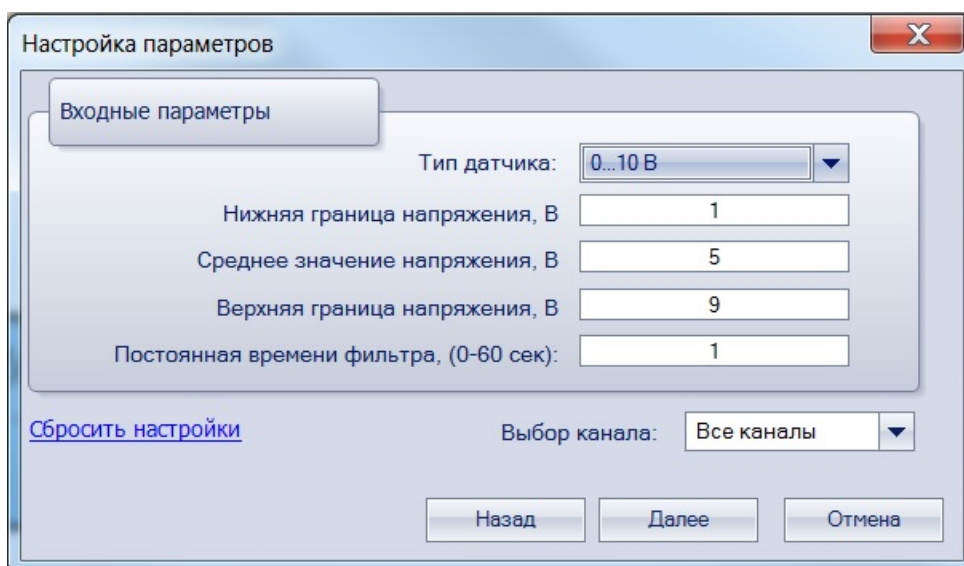 Настройка параметров
Входные параметры
Тип датчика: 0...10 В
Нижняя граница напряжения, В 1
Среднее значение напряжения, В 5
Верхняя граница напряжения, В 9
Постоянная времени фильтра, (0-60 сек): 1
Сбросить настройки Выбор канала: Все каналы
Назад Далее Отмена